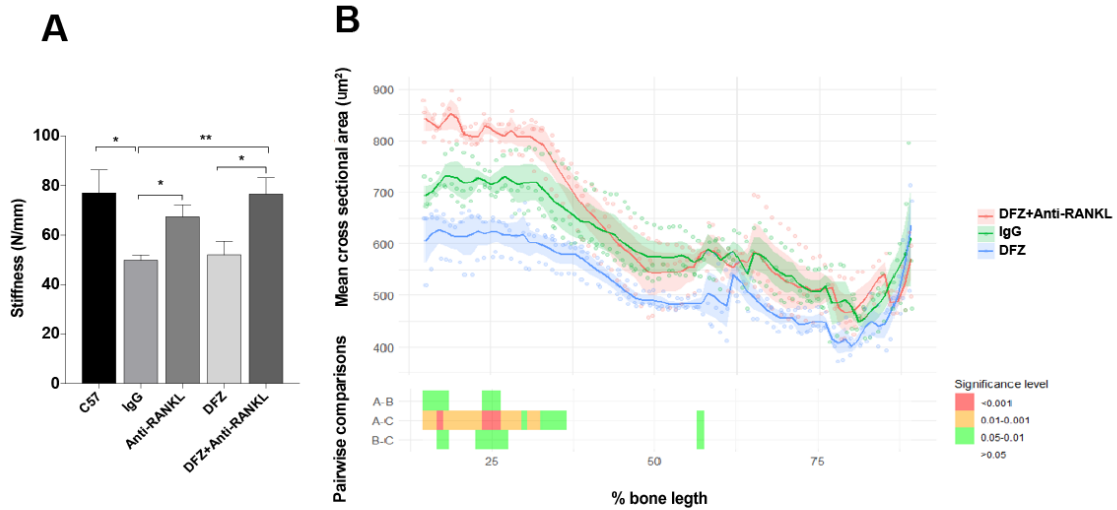 A
B
Stiffness (N/mm)
100
80
60
40
20
0
*
**
*
*
C57
IgG
Anti-RANKL
DFZ
DFZ+Anti-RANKL
Mean cross sectional area (um²)
900
800
700
600
500
400
DFZ+Anti-RANKL
IgG
DFZ
Pairwise comparisons
A-B
A-C
B-C
25
50
75
% bone legth
Significance level
<0.001
0.01-0.001
0.05-0.01
>0.05